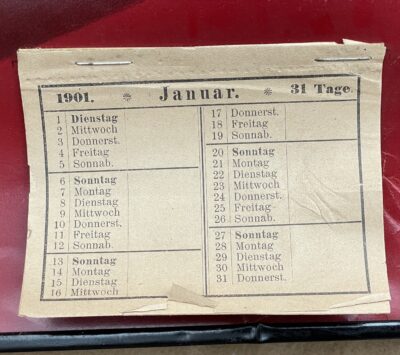 1901. * Januar. * 31 Tage.
1 Dienstag
2 Mittwoch
3 Donnerst.
4 Freitag
5 Sonnab.
6 Sonntag
7 Montag
8 Dienstag
9 Mittwoch
10 Donnerst.
11 Freitag
12 Sonnab.
13 Sonntag
14 Montag
15 Dienstag
16 Mittwoch
17 Donnerst.
18 Freitag
19 Sonnab.
20 Sonntag
21 Montag
22 Dienstag
23 Mittwoch
24 Donnerst.
25 Freitag
26 Sonnab.
27 Sonntag
28 Montag
29 Dienstag
30 Mittwoch
31 Donnerst.